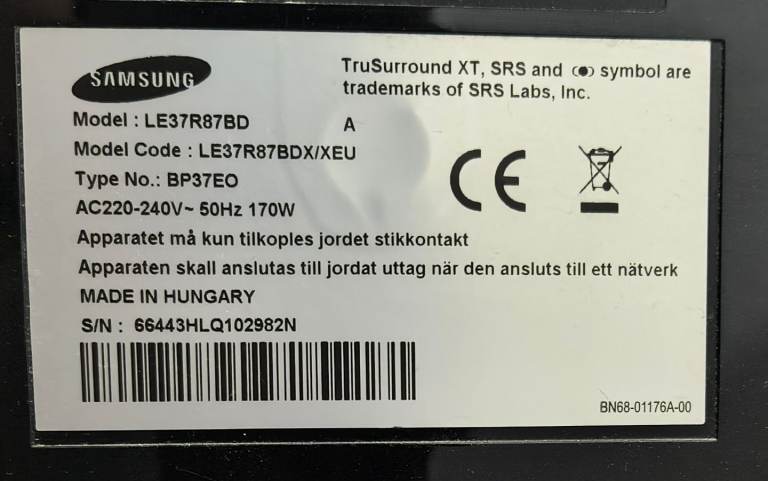 SAMSUNG
TruSurround XT, SRS and (●) symbol are
trademarks of SRS Labs, Inc.
Model : LE37R87BD A
Model Code : LE37R87BDX/XEU
Type No.: BP37EO
AC220-240V~ 50Hz 170W
Apparatet må kun tilkoples jordet stikkontakt
Apparaten skall anslutas till jordat uttag när den ansluts till ett nätverk
MADE IN HUNGARY
S/N : 66443HLQ102982N
CE
BN68-01176A-00